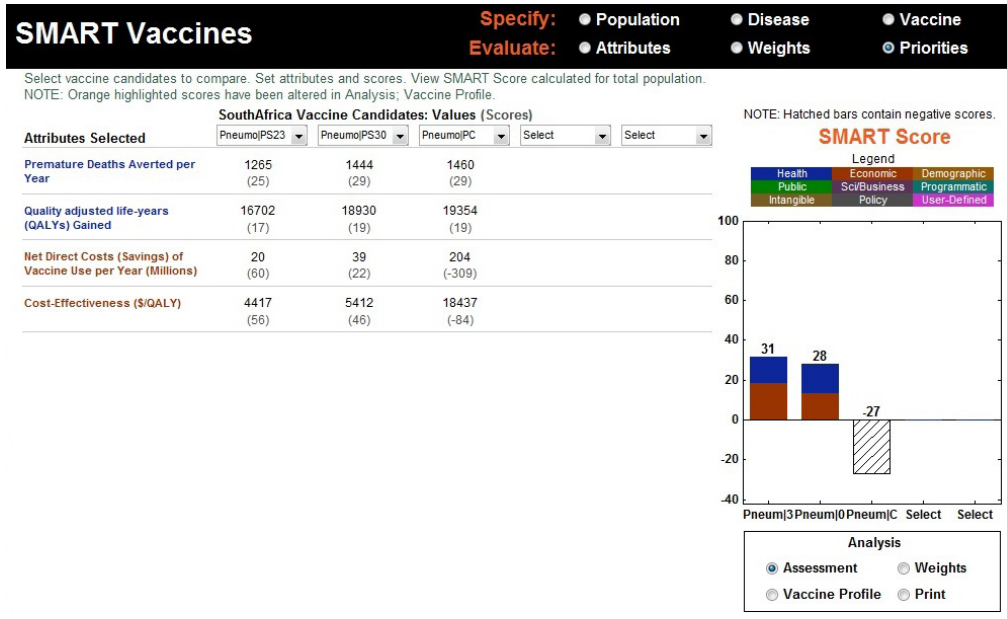 SMART Vaccines
Specify: Population Disease Vaccine
Evaluate: Attributes Weights Priorities
Select vaccine candidates to compare. Set attributes and scores. View SMART Score calculated for total population.
NOTE: Orange highlighted scores have been altered in Analysis; Vaccine Profile.
SouthAfrica Vaccine Candidates: Values (Scores)
Attributes Selected Pneumo|PS23 Pneumo|PS30 Pneumo|PC Select Select
Premature Deaths Averted per 1265 1444 1460
Year (25) (29) (29)
Quality adjusted life-years 16702 18930 19354
(QALYs) Gained (17) (19) (19)
Net Direct Costs (Savings) of 20 39 204
Vaccine Use per Year (Millions) (60) (22) (-309)
Cost-Effectiveness ($/QALY) 4417 5412 18437
(56) (46) (-84)
NOTE: Hatched bars contain negative scores.
SMART Score
Legend
Health Economic Demographic
Public Sci/Business Programmatic
Intangible Policy User-Defined
100
80
60
40
31
28
20
0
-27
-20
-40
Pneum|3 Pneum|0 Pneum|C Select Select
Analysis
Assessment Weights
Vaccine Profile Print